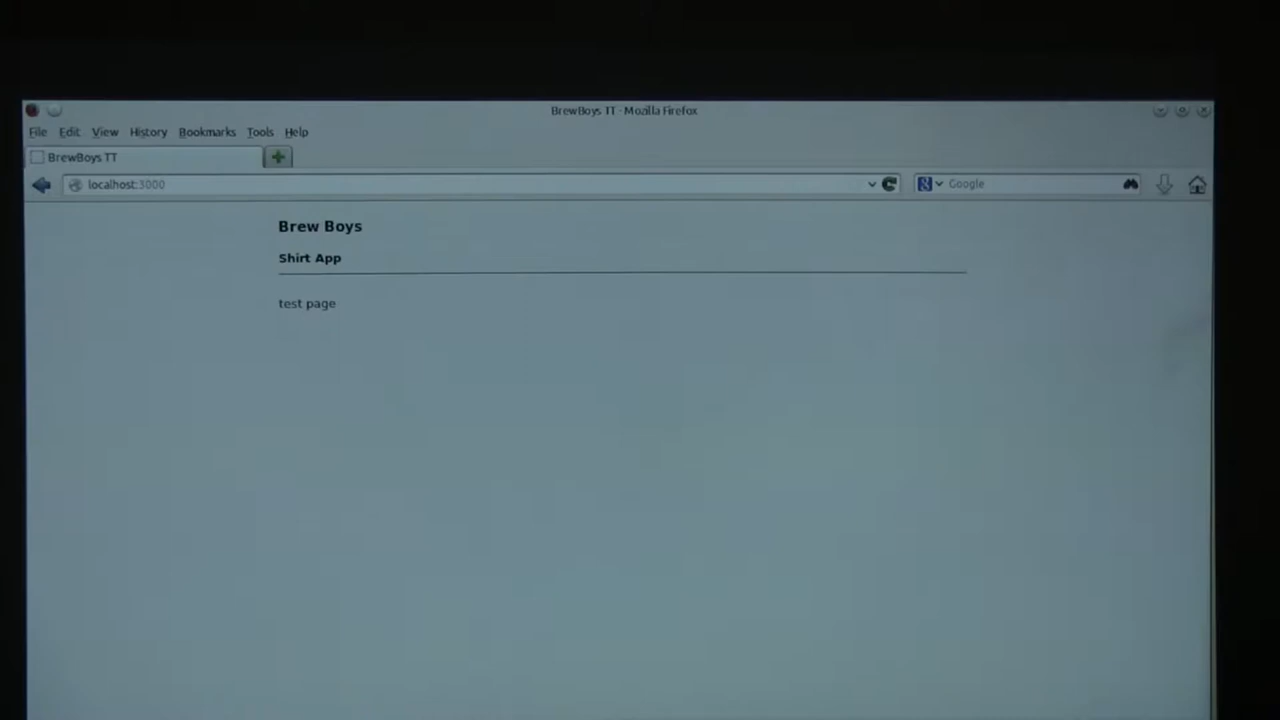 BrewBoys TT - Mozilla Firefox
File Edit View History Bookmarks Tools Help
BrewBoys TT
localhost:3000
Google
Brew Boys
Shirt App
test page